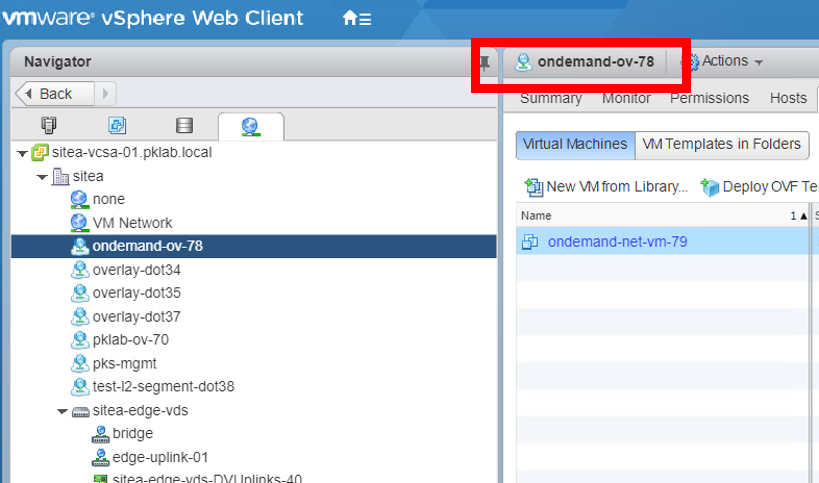 vmware® vSphere Web Client
Navigator
Back
sitea-vcsa-01.pklab.local
sitea
none
VM Network
ondemand-ov-78
overlay-dot34
overlay-dot35
overlay-dot37
pklab-ov-70
pks-mgmt
test-l2-segment-dot38
sitea-edge-vds
bridge
edge-uplink-01
sitea-edge-vds-DVUplinks-40
ondemand-ov-78 Actions
Summary Monitor Permissions Hosts
Virtual Machines VM Templates in Folders
New VM from Library... Deploy OVF Te
Name 1 S
ondemand-net-vm-79